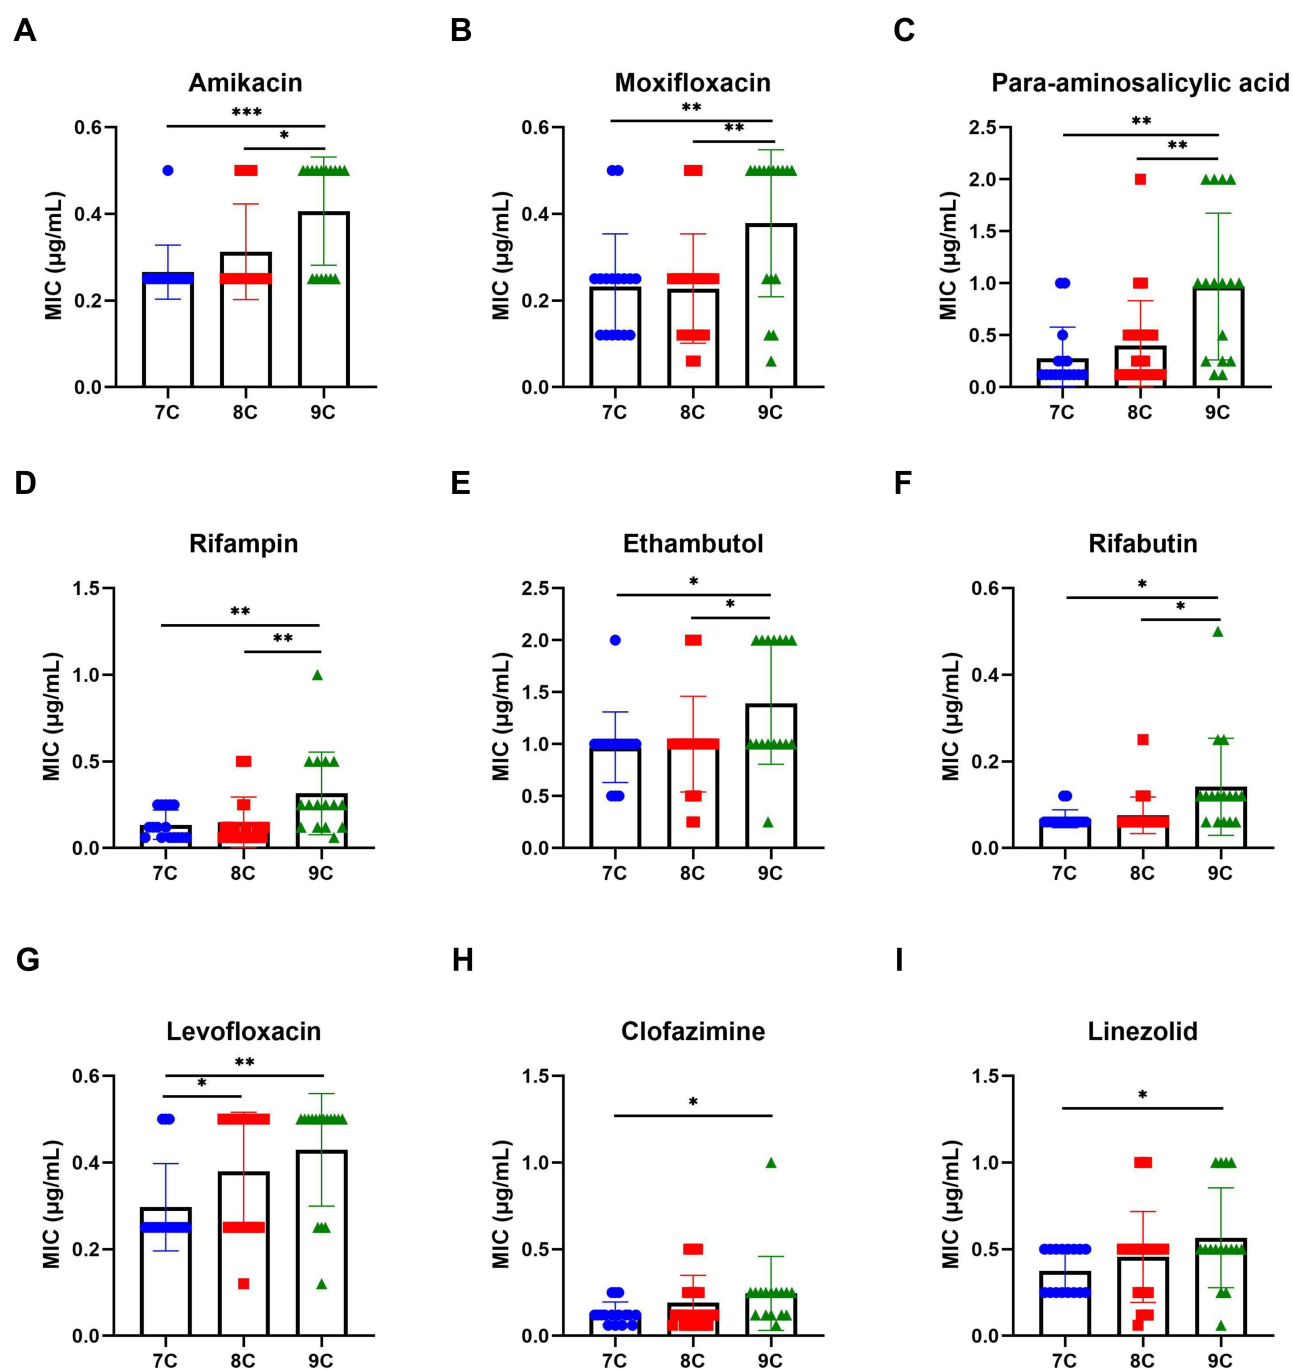 A
B
C
Amikacin
Moxifloxacin
Para-aminosalicylic acid
***
*
0.6
0.4
0.2
0.0
MIC (µg/mL)
7C
8C
9C
**
**
0.6
0.4
0.2
0.0
MIC (µg/mL)
7C
8C
9C
**
**
2.5
2.0
1.5
1.0
0.5
0.0
MIC (µg/mL)
7C
8C
9C
D
E
F
Rifampin
Ethambutol
Rifabutin
**
**
1.5
1.0
0.5
0.0
MIC (µg/mL)
7C
8C
9C
*
*
2.5
2.0
1.5
1.0
0.5
0.0
MIC (µg/mL)
7C
8C
9C
*
*
0.6
0.4
0.2
0.0
MIC (µg/mL)
7C
8C
9C
G
H
I
Levofloxacin
Clofazimine
Linezolid
**
*
0.6
0.4
0.2
0.0
MIC (µg/mL)
7C
8C
9C
*
1.5
1.0
0.5
0.0
MIC (µg/mL)
7C
8C
9C
*
1.5
1.0
0.5
0.0
MIC (µg/mL)
7C
8C
9C